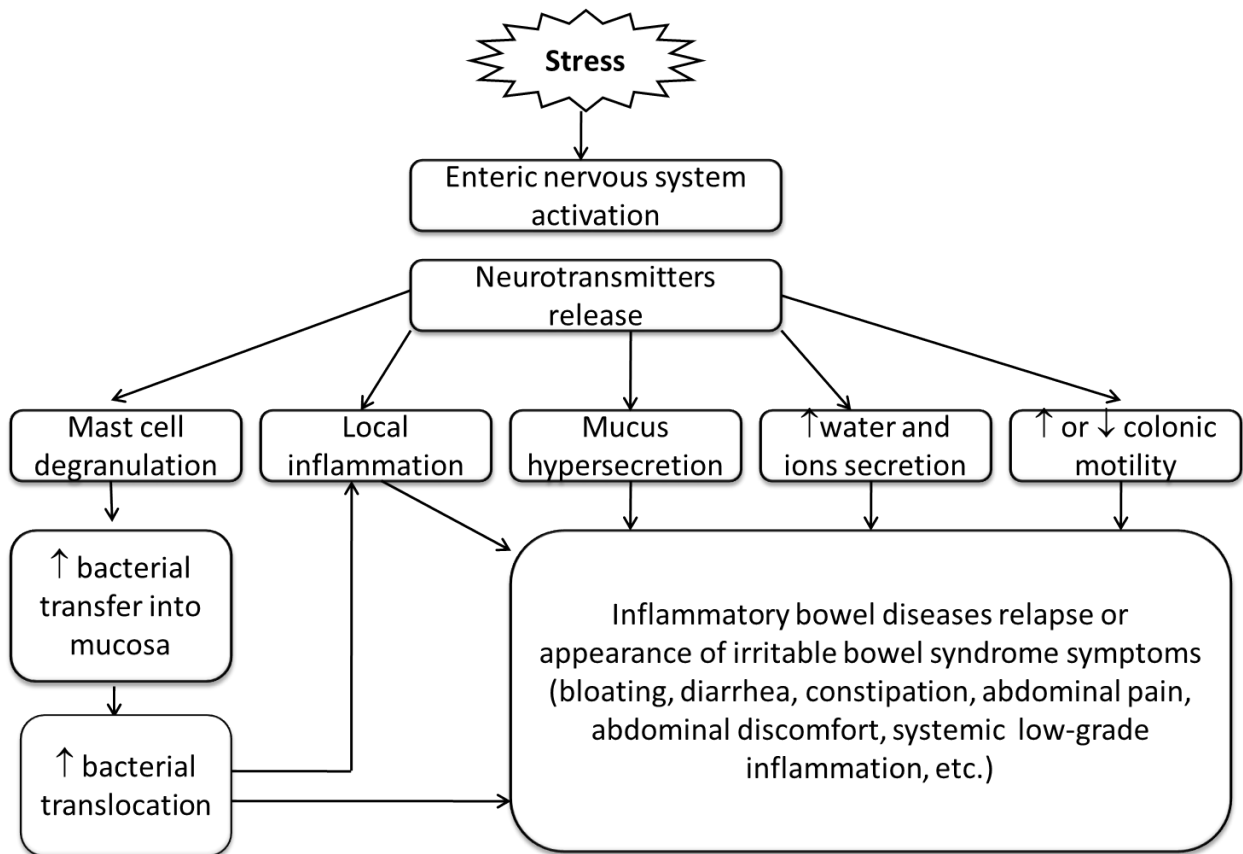 Stress
Enteric nervous system
activation
Neurotransmitters
release
Mast cell
degranulation
Local
inflammation
Mucus
hypersecretion
↑water and
ions secretion
↑ or ↓ colonic
motility
↑ bacterial
transfer into
mucosa
↑ bacterial
translocation
Inflammatory bowel diseases relapse or
appearance of irritable bowel syndrome symptoms
(bloating, diarrhea, constipation, abdominal pain,
abdominal discomfort, systemic low-grade
inflammation, etc.)